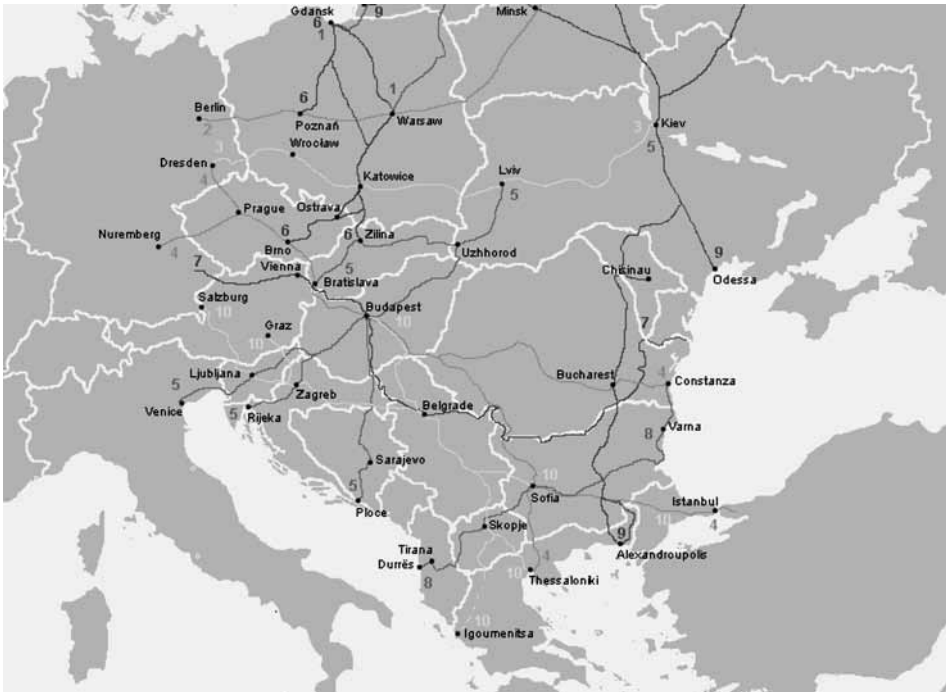 Gdansk
6
9
1
Minsk
1
6
Berlin
2
Poznań
Warsaw
3
Kiev
5
Wrocław
3
Dresden
4
Katowice
Lviv
5
Ostrava
Prague
Nuremberg
4
6
Brno
6
Zilina
Uzhhorod
5
7
Vienna
Bratislava
Chisinau
9
Odessa
Salzburg
10
Budapest
10
Graz
10
7
Ljubljana
5
Zagreb
Bucharest
4
Constanza
Venice
5
Rijeka
Belgrade
Varna
8
Sarajevo
5
Ploce
10
Sofia
Istanbul
10
4
Skopje
9
Alexandroupolis
Tirana
Durrës
8
4
10
Thessaloniki
10
Igoumenitsa